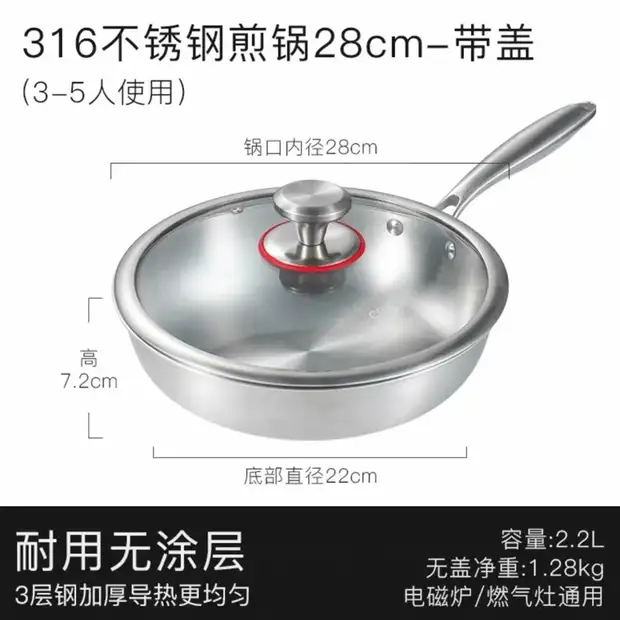 316不锈钢煎锅28cm-带盖
(3-5人使用)
锅口内径28cm
高
7.2cm
底部直径22cm
耐用无涂层
3层钢加厚导热更均匀
容量:2.2L
无盖净重:1.28kg
电磁炉/燃气灶通用